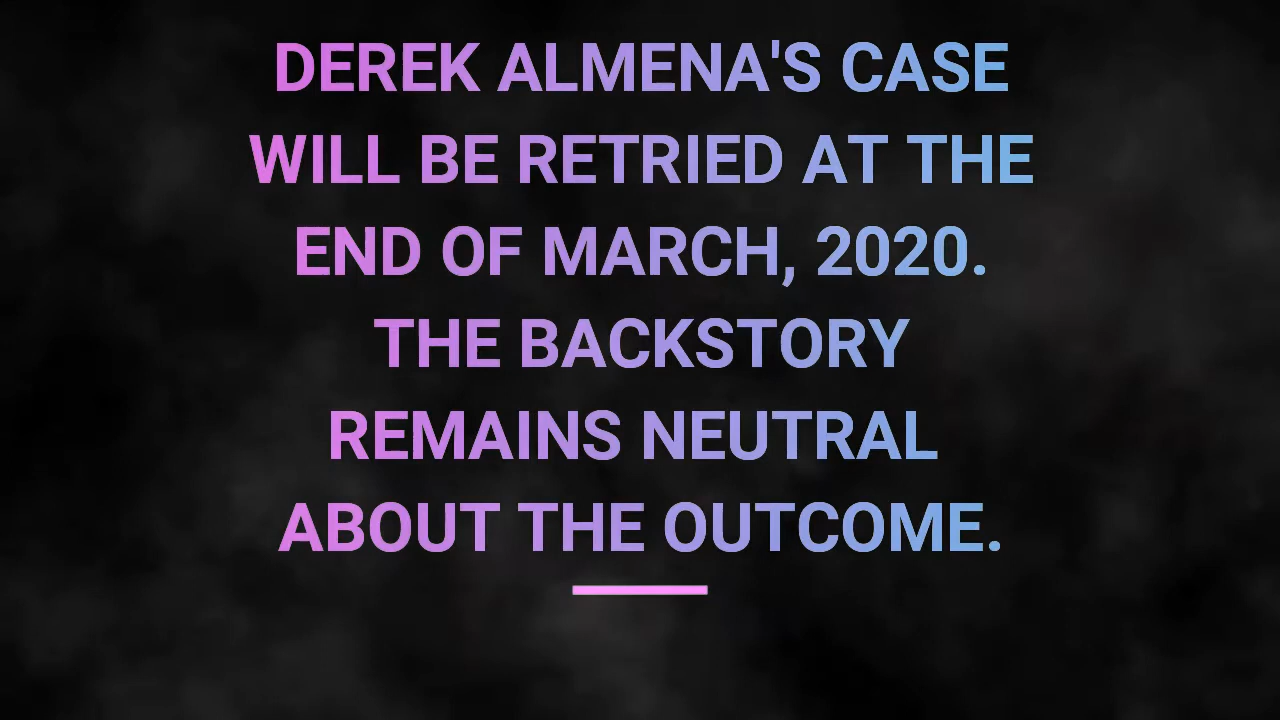 DEREK ALMENA'S CASE
WILL BE RETRIED AT THE
END OF MARCH, 2020.
THE BACKSTORY
REMAINS NEUTRAL
ABOUT THE OUTCOME.